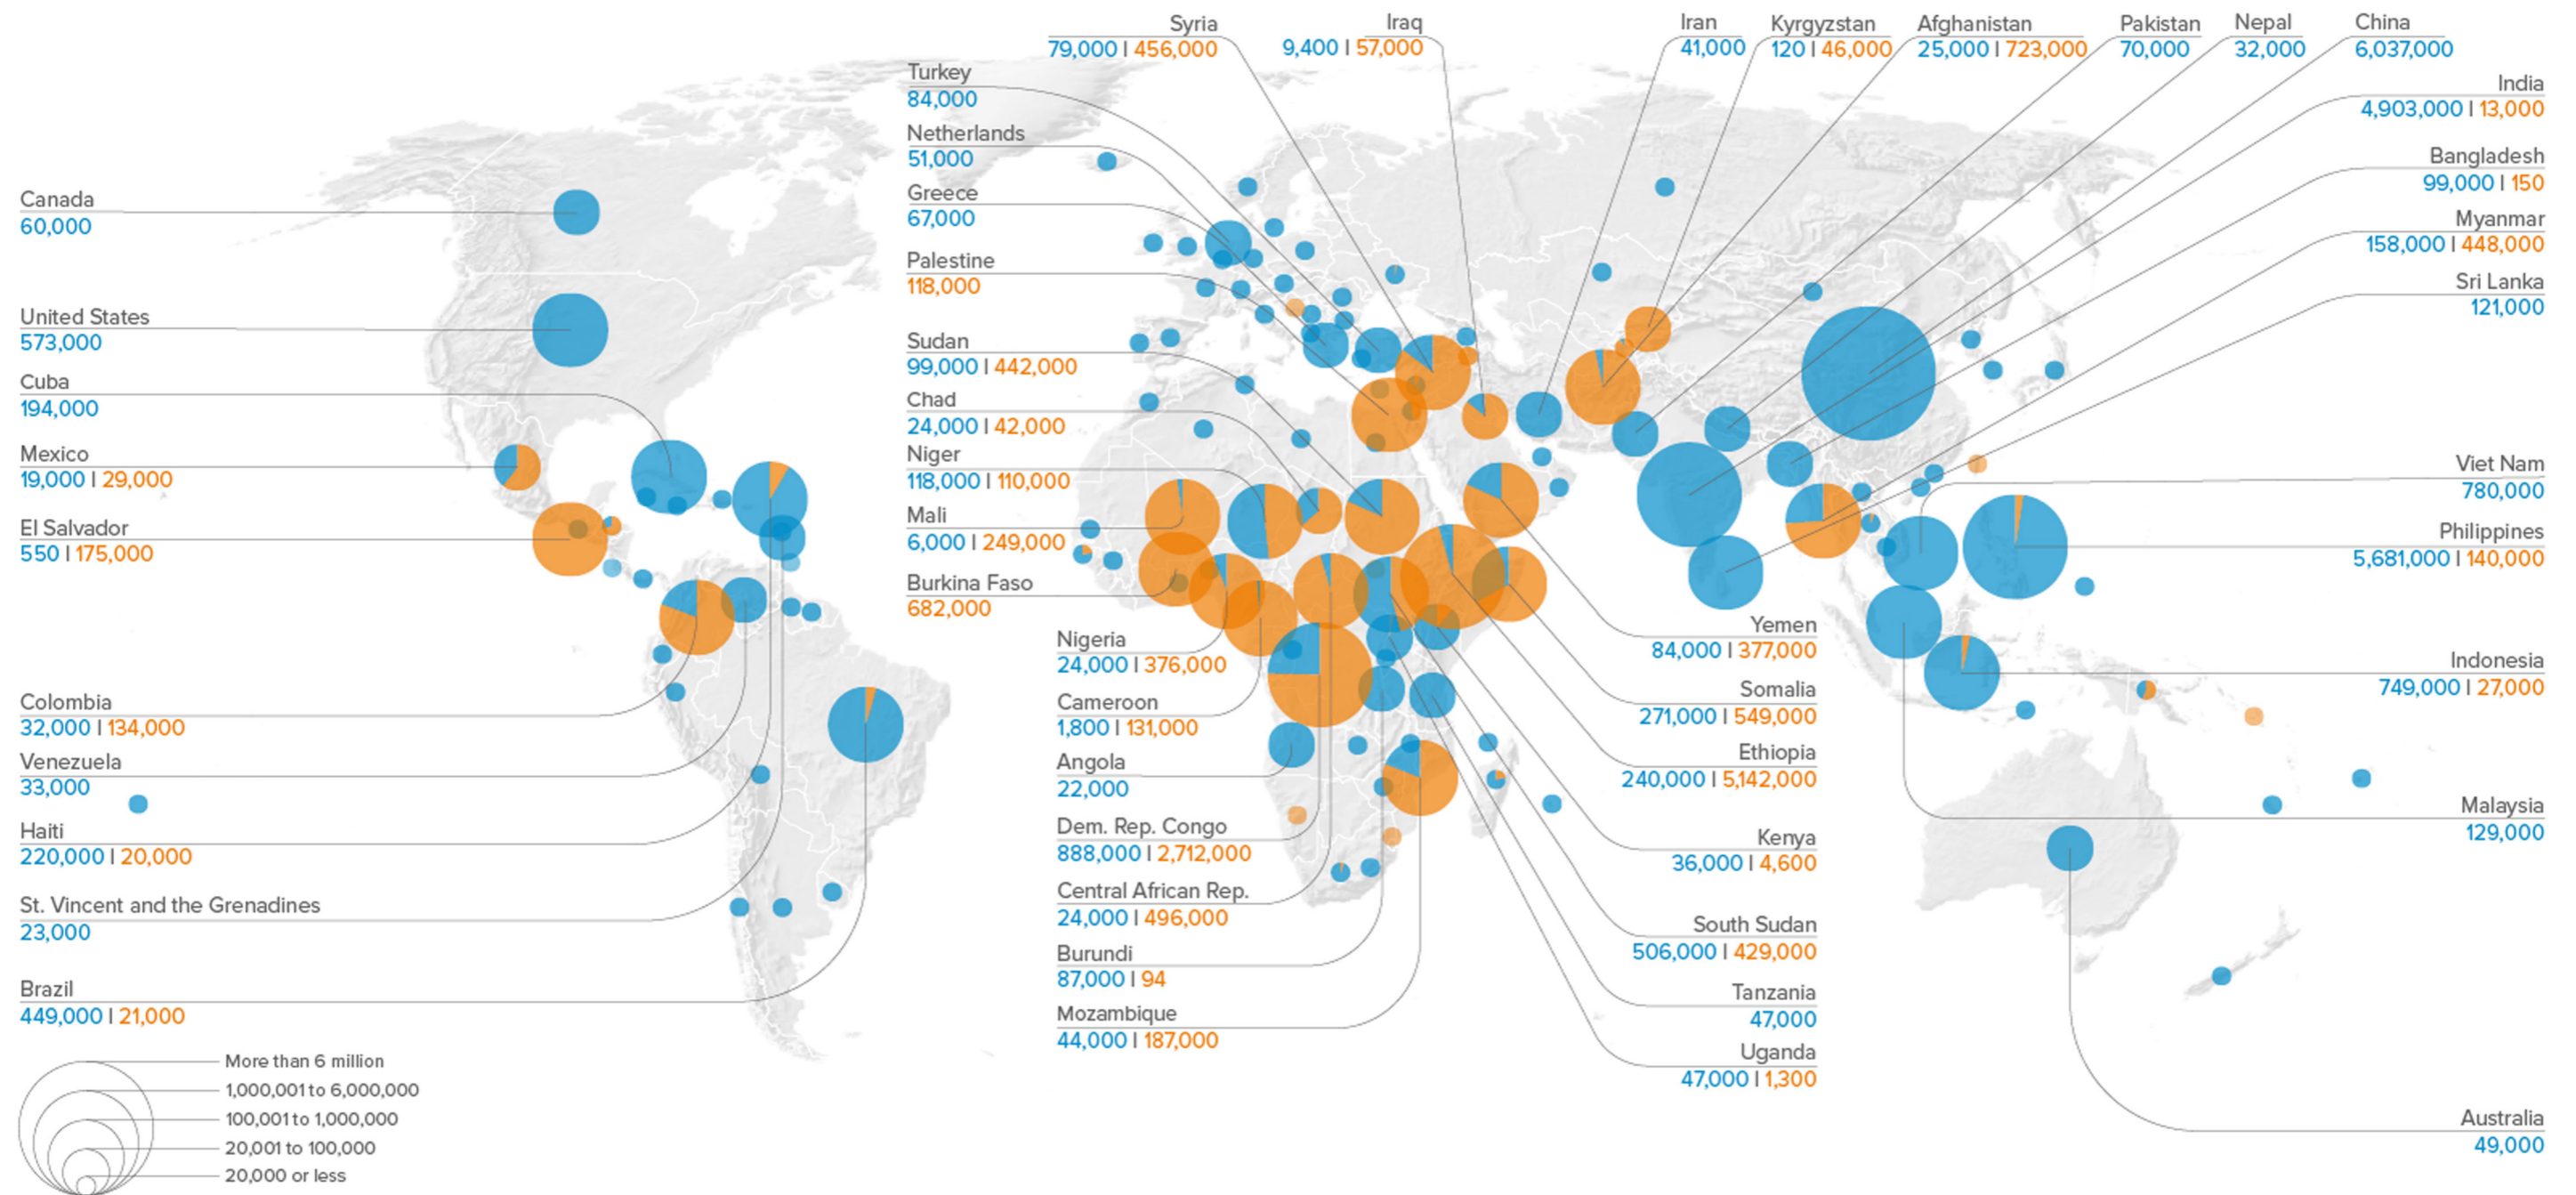 Syria
79,000 | 456,000
Iraq
9,400 | 57,000
Iran
41,000
Kyrgyzstan
120 | 46,000
Afghanistan
25,000 | 723,000
Pakistan
70,000
Nepal
32,000
China
6,037,000
India
4,903,000 | 13,000
Bangladesh
99,000 | 150
Myanmar
158,000 | 448,000
Sri Lanka
121,000
Viet Nam
780,000
Philippines
5,681,000 | 140,000
Indonesia
749,000 | 27,000
Malaysia
129,000
Australia
49,000
Turkey
84,000
Netherlands
51,000
Greece
67,000
Palestine
118,000
Sudan
99,000 | 442,000
Chad
24,000 | 42,000
Niger
118,000 | 110,000
Mali
6,000 | 249,000
Burkina Faso
682,000
Nigeria
24,000 | 376,000
Cameroon
1,800 | 131,000
Angola
22,000
Dem. Rep. Congo
888,000 | 2,712,000
Central African Rep.
24,000 | 496,000
Burundi
87,000 | 94
Mozambique
44,000 | 187,000
Yemen
84,000 | 377,000
Somalia
271,000 | 549,000
Ethiopia
240,000 | 5,142,000
Kenya
36,000 | 4,600
South Sudan
506,000 | 429,000
Tanzania
47,000
Uganda
47,000 | 1,300
Canada
60,000
United States
573,000
Cuba
194,000
Mexico
19,000 | 29,000
El Salvador
550 | 175,000
Colombia
32,000 | 134,000
Venezuela
33,000
Haiti
220,000 | 20,000
St. Vincent and the Grenadines
23,000
Brazil
449,000 | 21,000
More than 6 million
1,000,001 to 6,000,000
100,001 to 1,000,000
20,001 to 100,000
20,000 or less